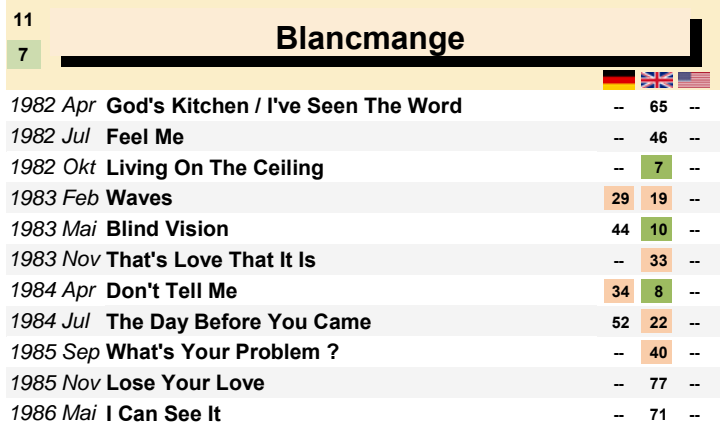 11
7
Blancmange
1982 Apr God's Kitchen / I've Seen The Word -- 65 --
1982 Jul Feel Me -- 46 --
1982 Okt Living On The Ceiling -- 7 --
1983 Feb Waves 29 19 --
1983 Mai Blind Vision 44 10 --
1983 Nov That's Love That It Is -- 33 --
1984 Apr Don't Tell Me 34 8 --
1984 Jul The Day Before You Came 52 22 --
1985 Sep What's Your Problem ? -- 40 --
1985 Nov Lose Your Love -- 77 --
1986 Mai I Can See It -- 71 --